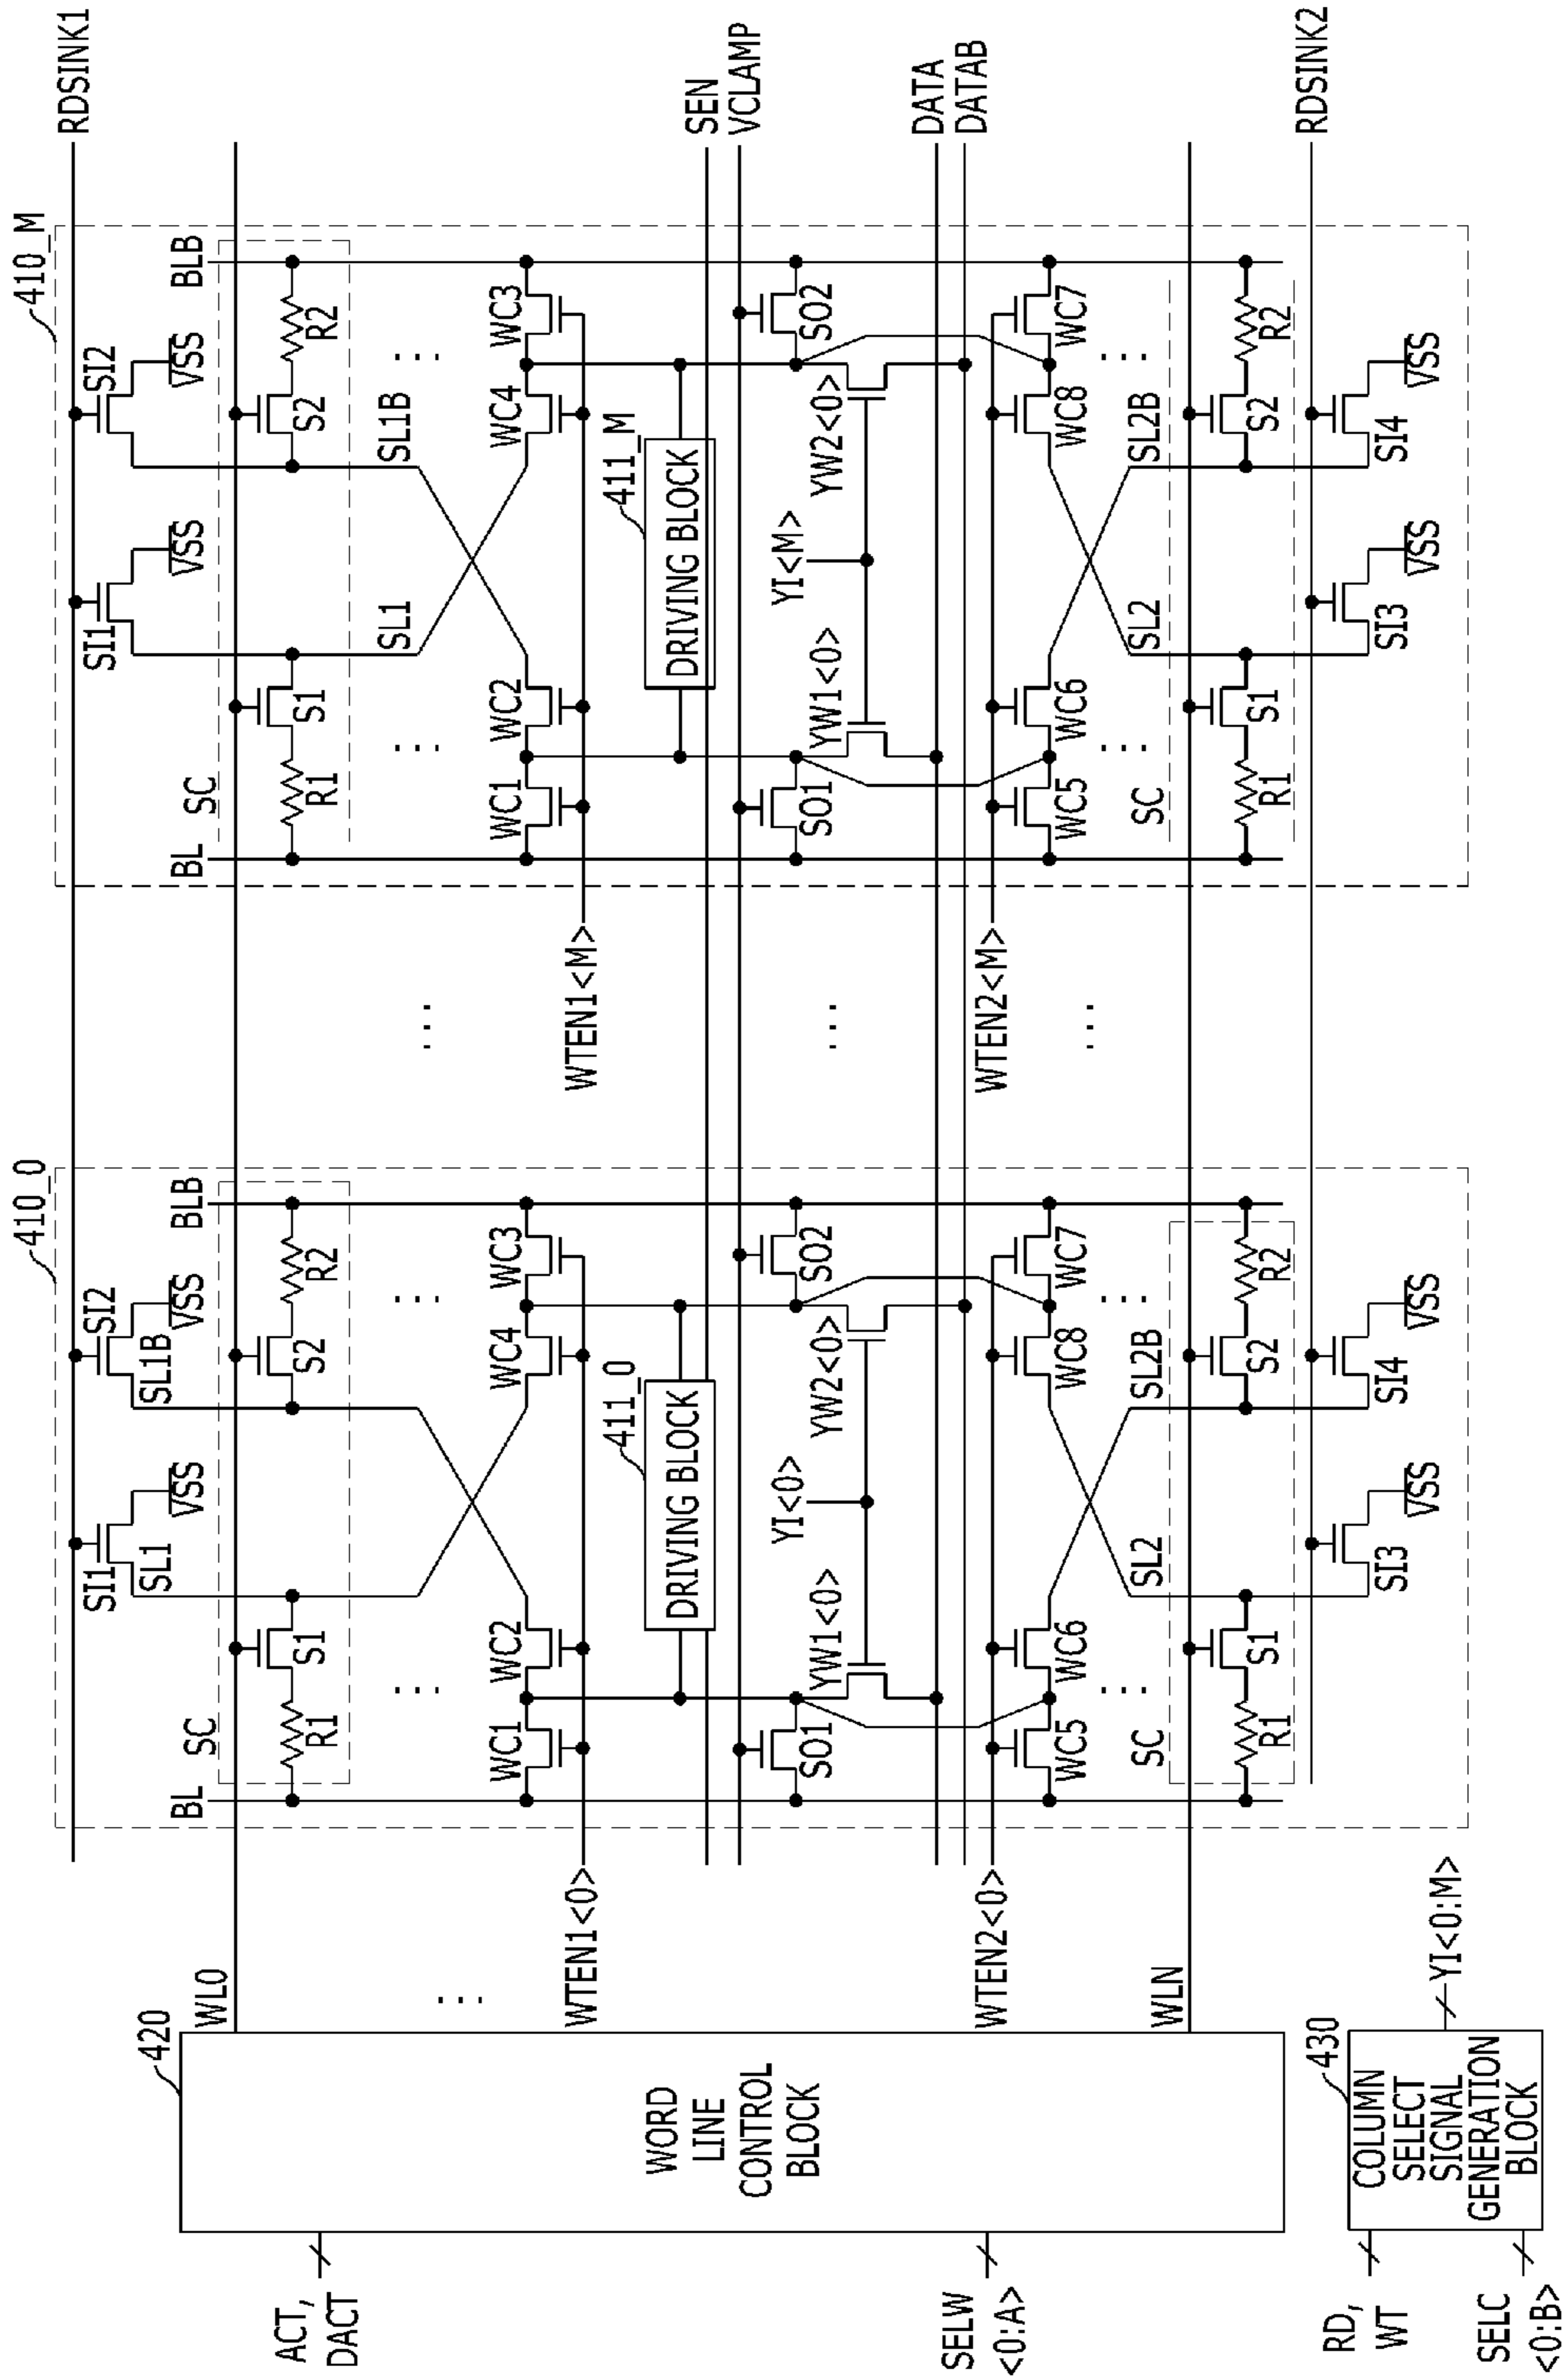 420
WORD
LINE
CONTROL
BLOCK
ACT,
DACT
SELW
<0:A>
WL0
. . .
WLN
430
COLUMN
SELECT
SIGNAL
GENERATION
BLOCK
RD,
WT
SELC
<0:B>
YI<0:M>
WTEN1<0>
WTEN2<0>
410_0
SI1
VSS
SI2
VSS
SL1
SL1B
BL
SC
BLB
R1
S1
S2
R2
. . .
. . .
WC1
WC2
WC4
WC3
411_0
DRIVING BLOCK
SO1
YI<0>
SO2
YW1<0>
YW2<0>
WC5
WC6
WC8
WC7
. . .
. . .
SC
SL2
SL2B
R1
S1
S2
R2
SI3
VSS
SI4
VSS
. . .
WTEN1<M>
. . .
WTEN2<M>
. . .
410_M
RDSINK1
SI1
VSS
SI2
VSS
BL
SC
BLB
R1
S1
S2
R2
. . .
SL1
SL1B
. . .
WC1
WC2
WC4
WC3
411_M
DRIVING BLOCK
SEN
VCLAMP
SO1
YI<M>
SO2
YW1<0>
YW2<0>
DATA
DATAB
WC5
WC6
WC8
WC7
. . .
. . .
SC
SL2
SL2B
R1
S1
S2
R2
RDSINK2
SI3
VSS
SI4
VSS